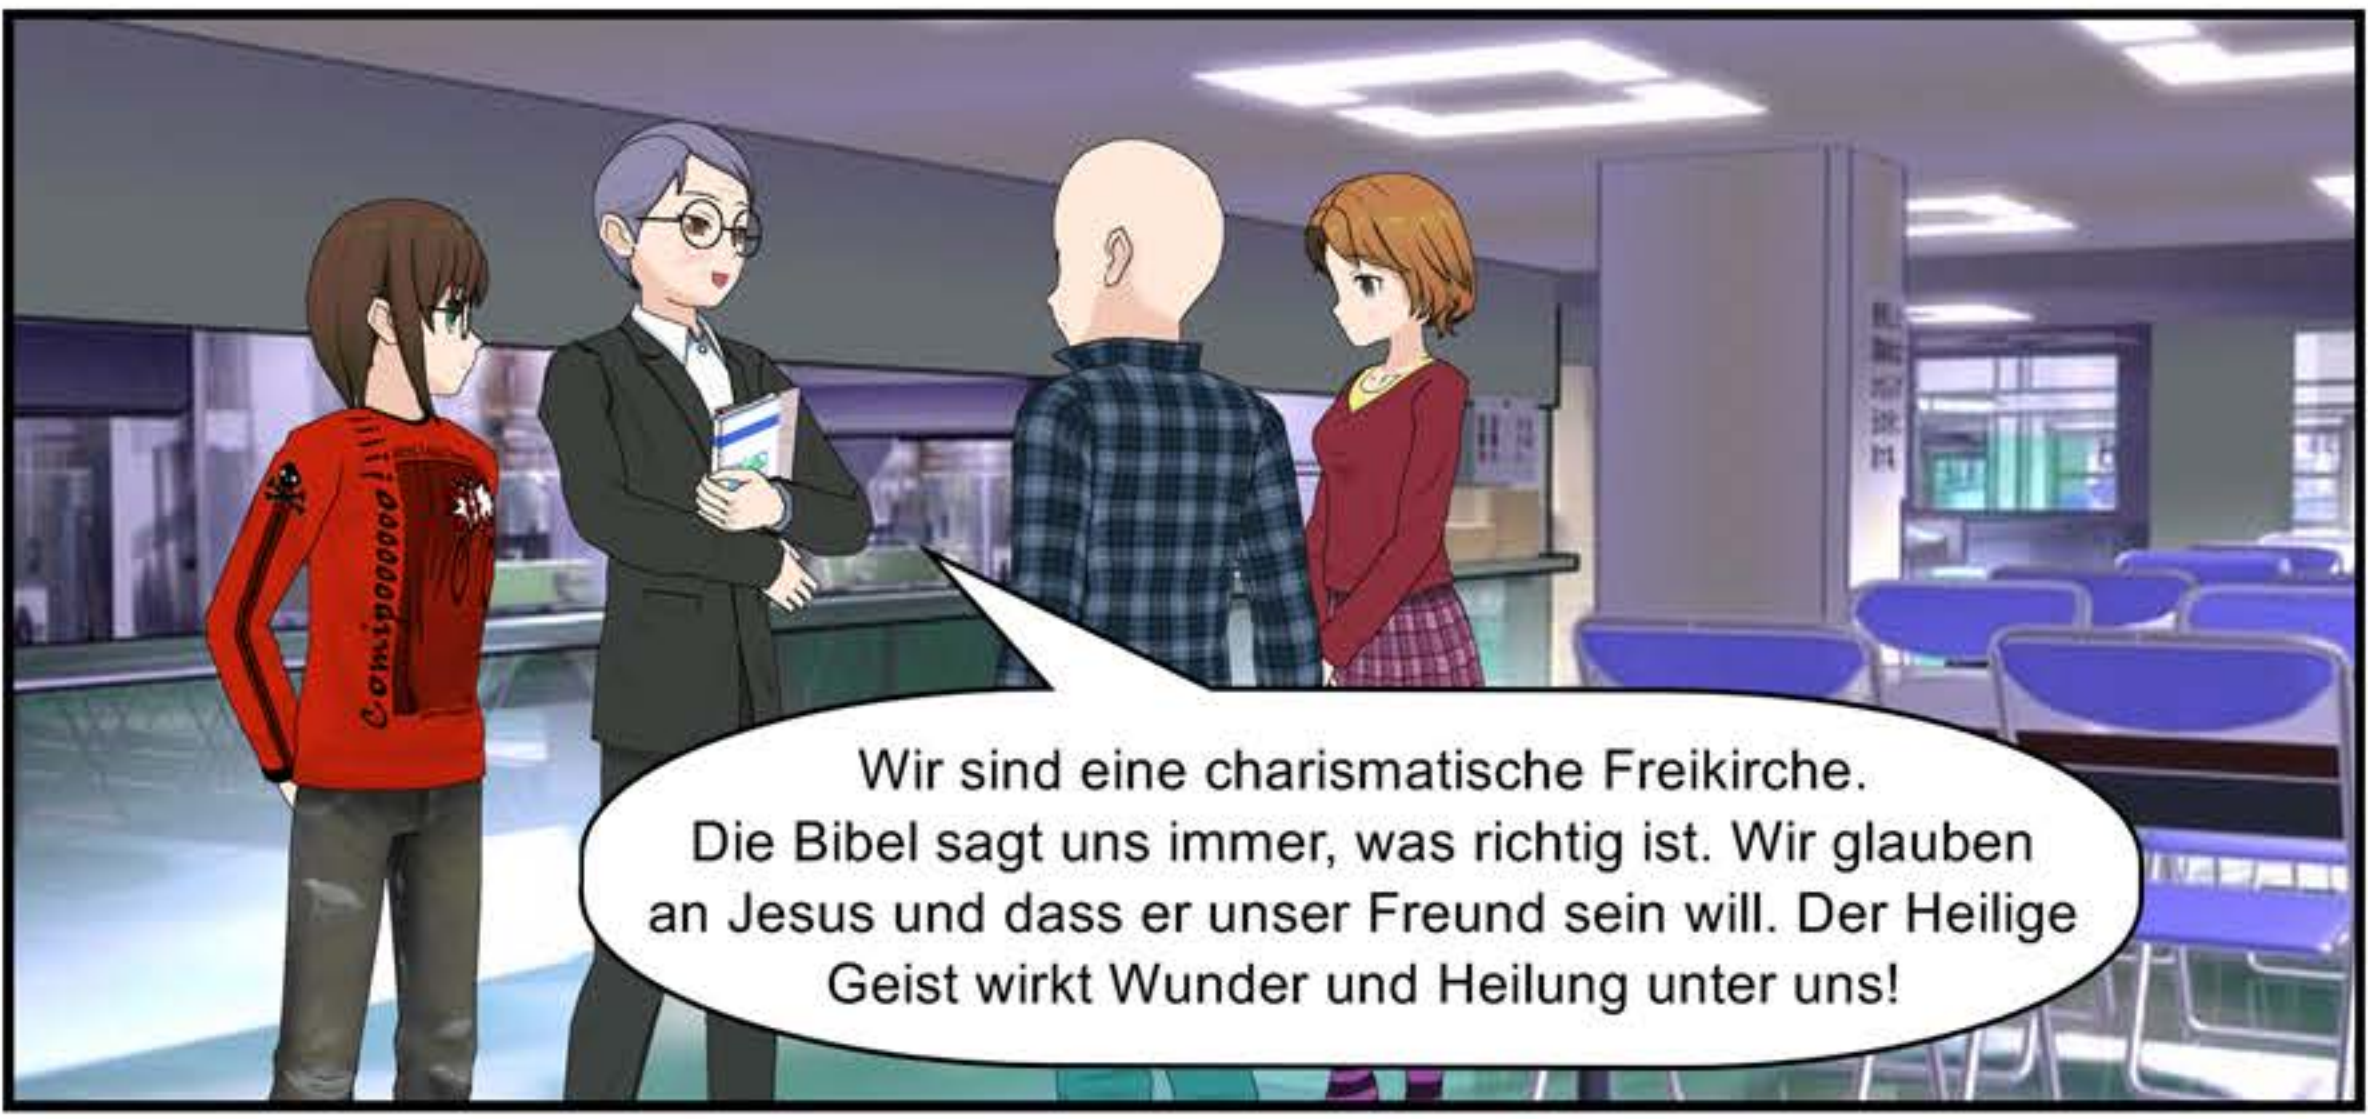 Comipooooooo!!!!
Wir sind eine charismatische Freikirche.
Die Bibel sagt uns immer, was richtig ist. Wir glauben
an Jesus und dass er unser Freund sein will. Der Heilige
Geist wirkt Wunder und Heilung unter uns!